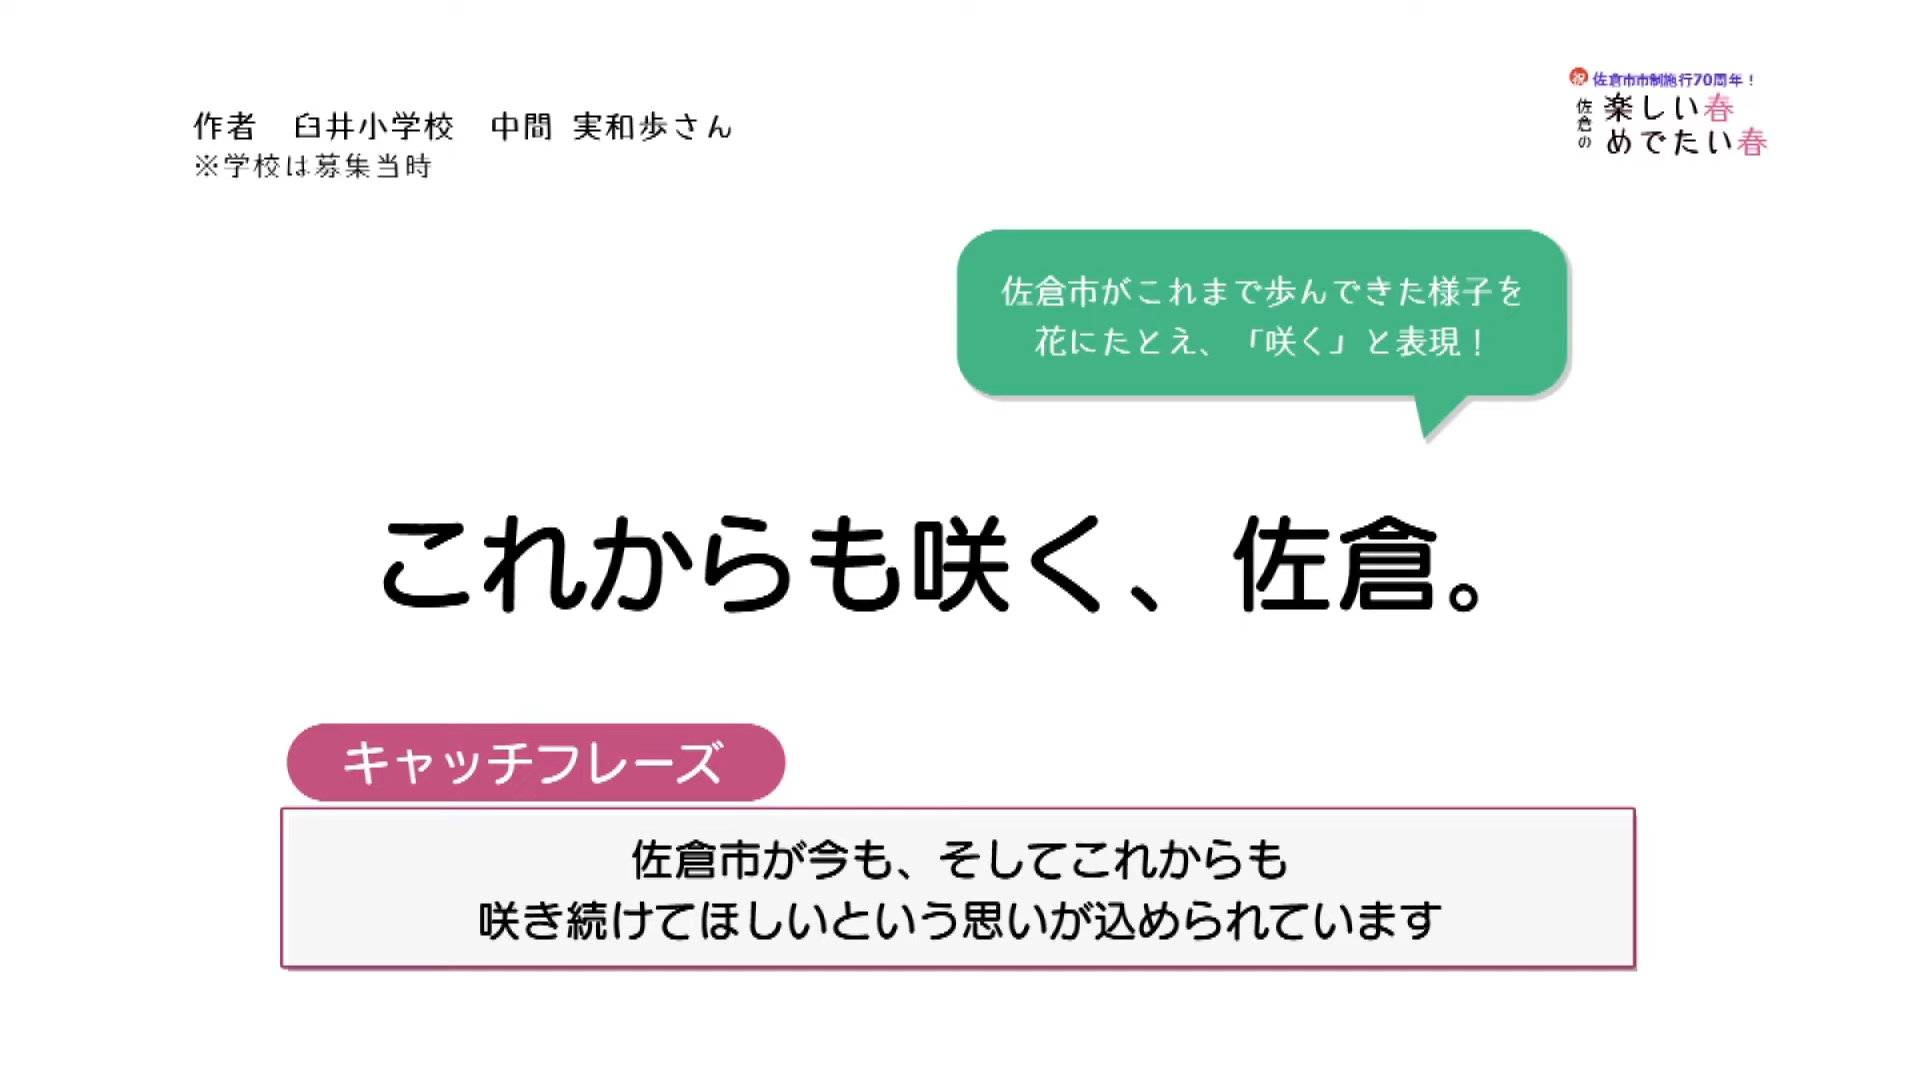 作者　臼井小学校　中間 実和歩さん
※学校は募集当時
祝 佐倉市市制施行70周年！
佐倉の
楽しい春
めでたい春
佐倉市がこれまで歩んできた様子を
花にたとえ、「咲く」と表現！
これからも咲く、佐倉。
キャッチフレーズ
佐倉市が今も、そしてこれからも
咲き続けてほしいという思いが込められています